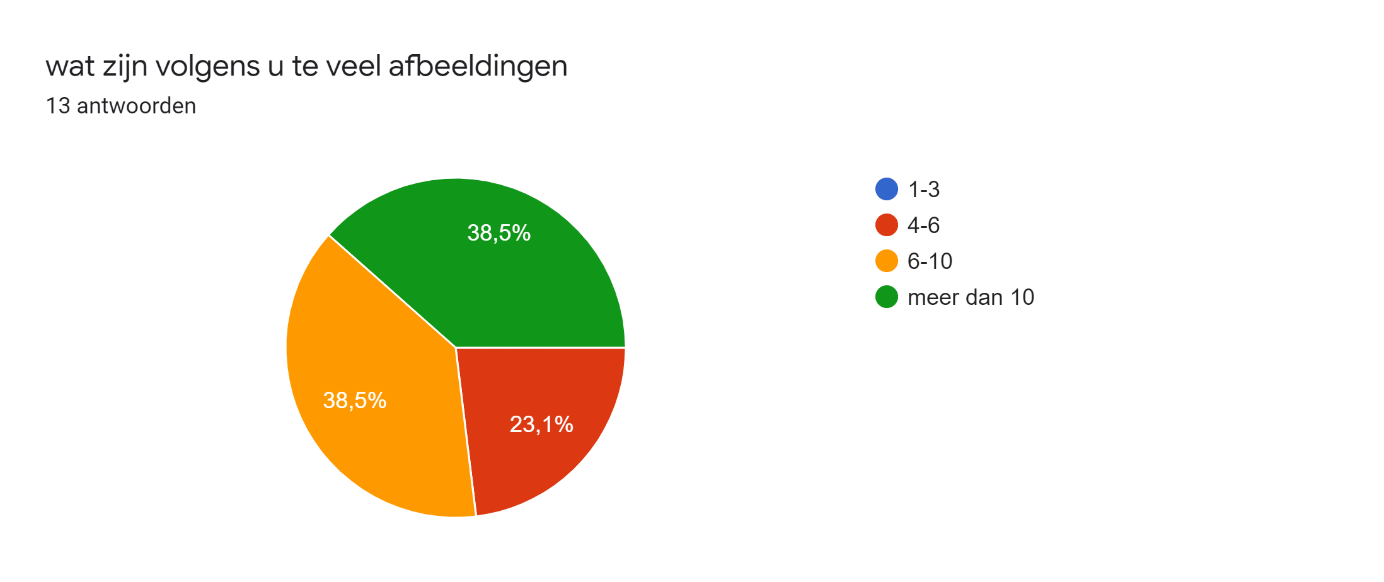 wat zijn volgens u te veel afbeeldingen
13 antwoorden
1-3
4-6
6-10
meer dan 10
38,5%
38,5%
23,1%